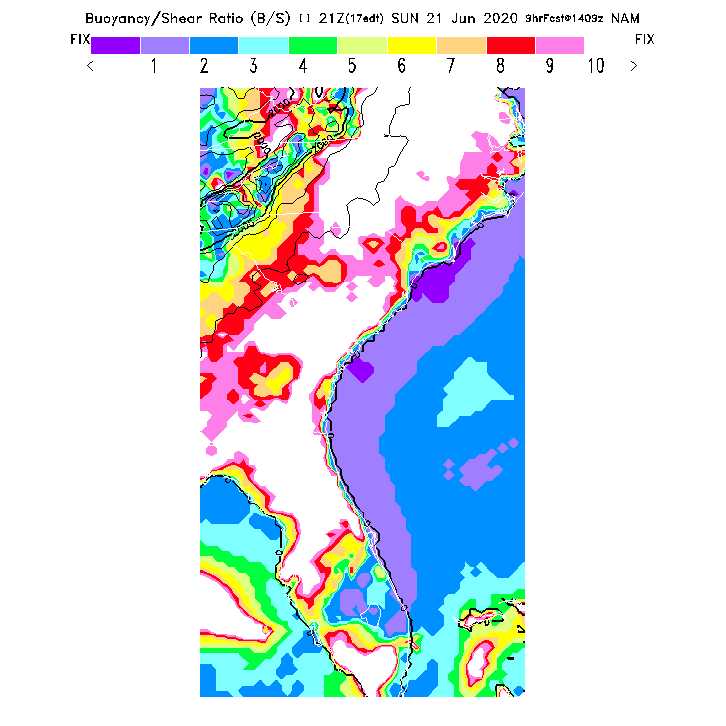 Buoyancy/Shear Ratio (B/S) [] 21Z(17edt) SUN 21 Jun 2020 9hrFcst@1409z NAM
FIX FIX
< 1 2 3 4 5 6 7 8 9 10 >